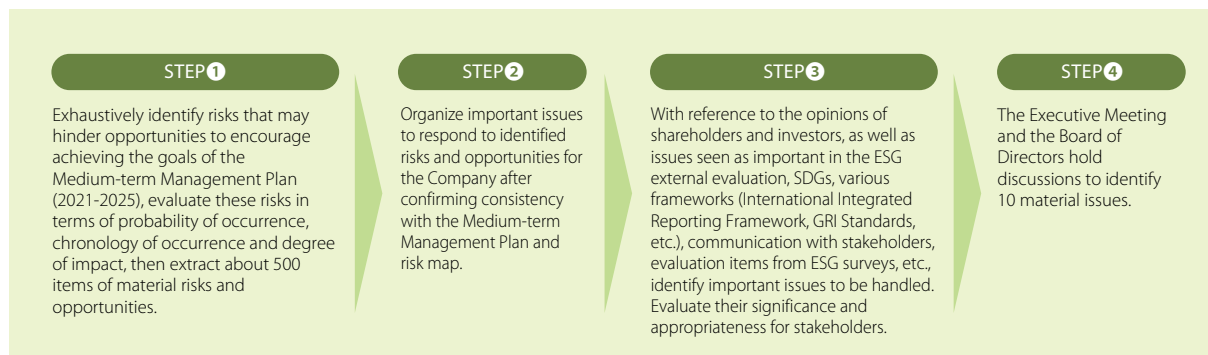 STEP❶
Exhaustively identify risks that may
hinder opportunities to encourage
achieving the goals of the
Medium-term Management Plan
(2021-2025), evaluate these risks in
terms of probability of occurrence,
chronology of occurrence and degree
of impact, then extract about 500
items of material risks and
opportunities.
STEP❷
Organize important issues
to respond to identified
risks and opportunities for
the Company after
confirming consistency
with the Medium-term
Management Plan and
risk map.
STEP❸
With reference to the opinions of
shareholders and investors, as well as
issues seen as important in the ESG
external evaluation, SDGs, various
frameworks (International Integrated
Reporting Framework, GRI Standards,
etc.), communication with stakeholders,
evaluation items from ESG surveys, etc.,
identify important issues to be handled.
Evaluate their significance and
appropriateness for stakeholders.
STEP❹
The Executive Meeting
and the Board of
Directors hold
discussions to identify
10 material issues.